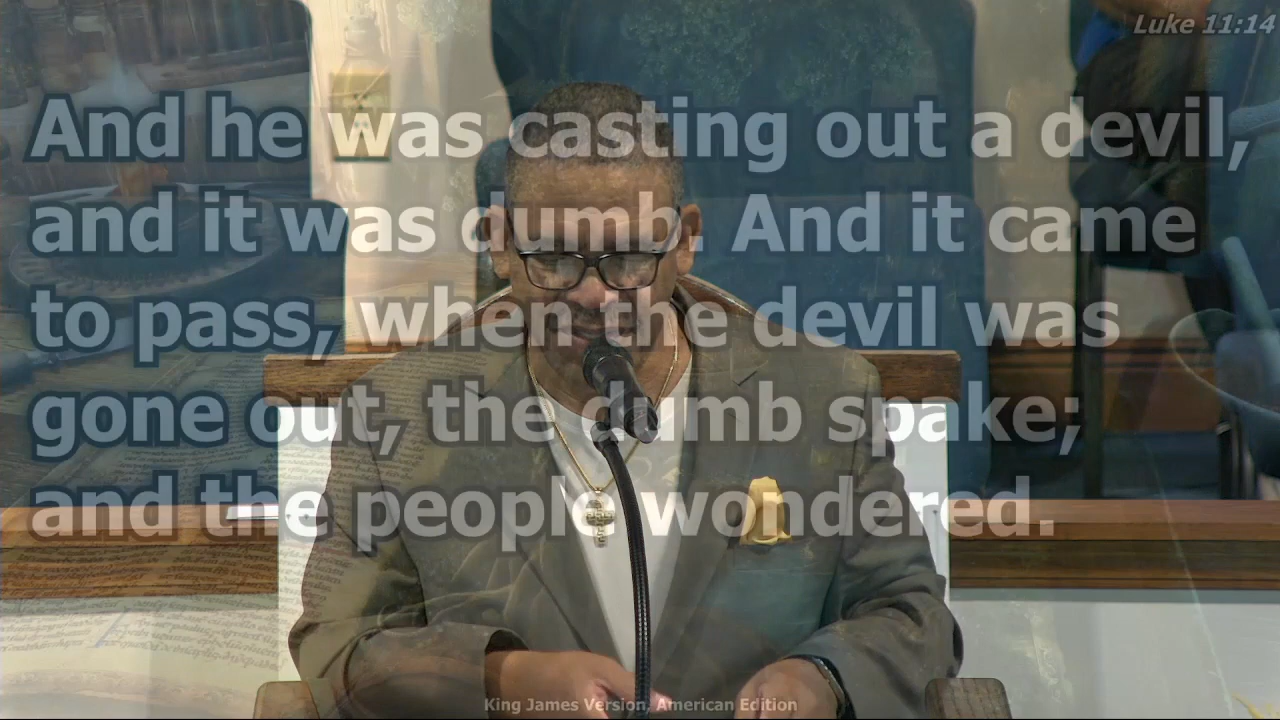 Luke 11:14
And he was casting out a devil,
and it was dumb. And it came
to pass, when the devil was
gone out, the dumb spake;
and the people wondered.
King James Version, American Edition